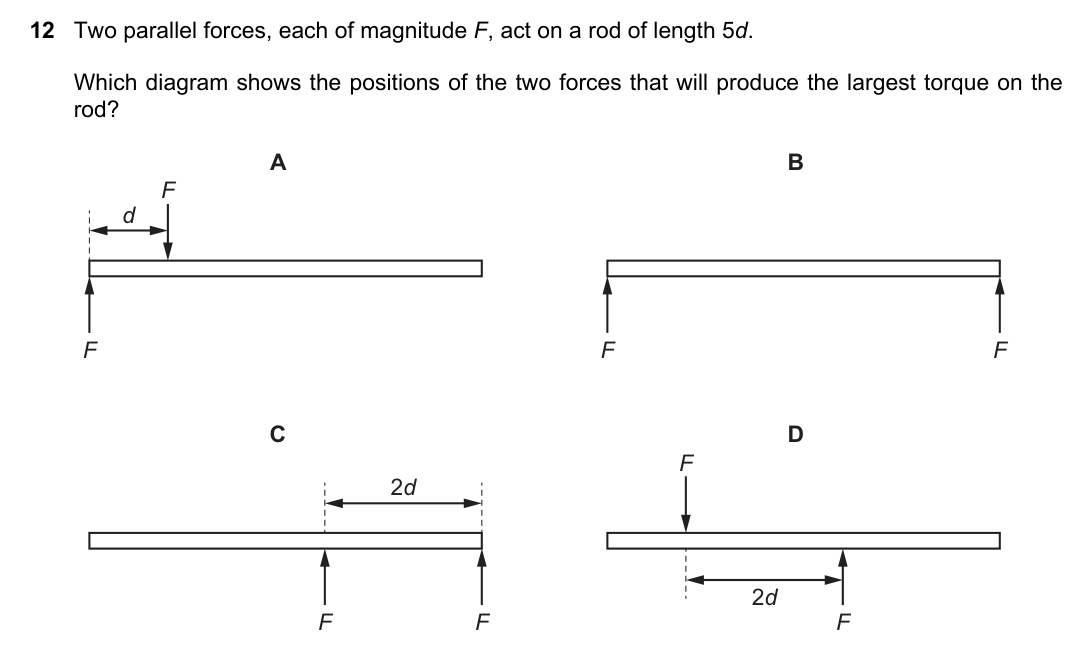 12 Two parallel forces, each of magnitude F, act on a rod of length 5d.
Which diagram shows the positions of the two forces that will produce the largest torque on the
rod?
A
F
d
F
B
F
F
C
2d
F
F
D
F
2d
F